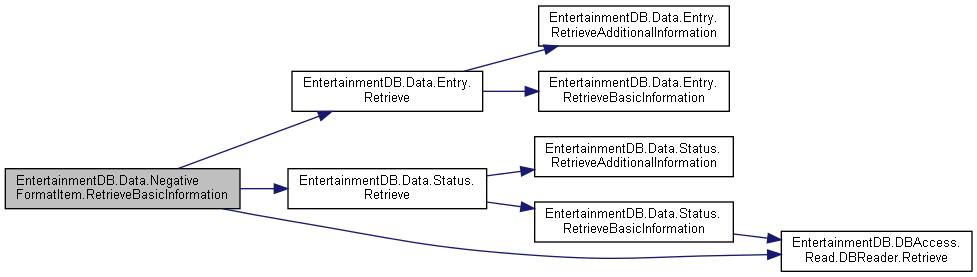 EntertainmentDB.Data.Entry.
RetrieveAdditionalInformation
EntertainmentDB.Data.Entry.
Retrieve
EntertainmentDB.Data.Entry.
RetrieveBasicInformation
EntertainmentDB.Data.Status.
RetrieveAdditionalInformation
EntertainmentDB.Data.Negative
FormatItem.RetrieveBasicInformation
EntertainmentDB.Data.Status.
Retrieve
EntertainmentDB.Data.Status.
RetrieveBasicInformation
EntertainmentDB.DBAccess.
Read.DBReader.Retrieve